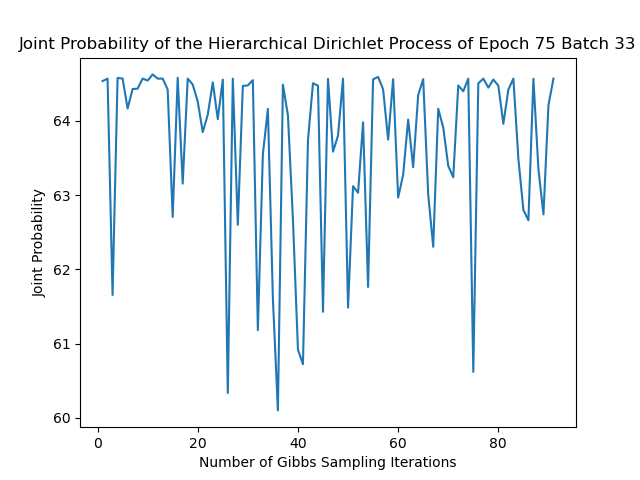 Joint Probability of the Hierarchical Dirichlet Process of Epoch 75 Batch 33
64
63
62
61
60
Joint Probability
0 20 40 60 80
Number of Gibbs Sampling Iterations